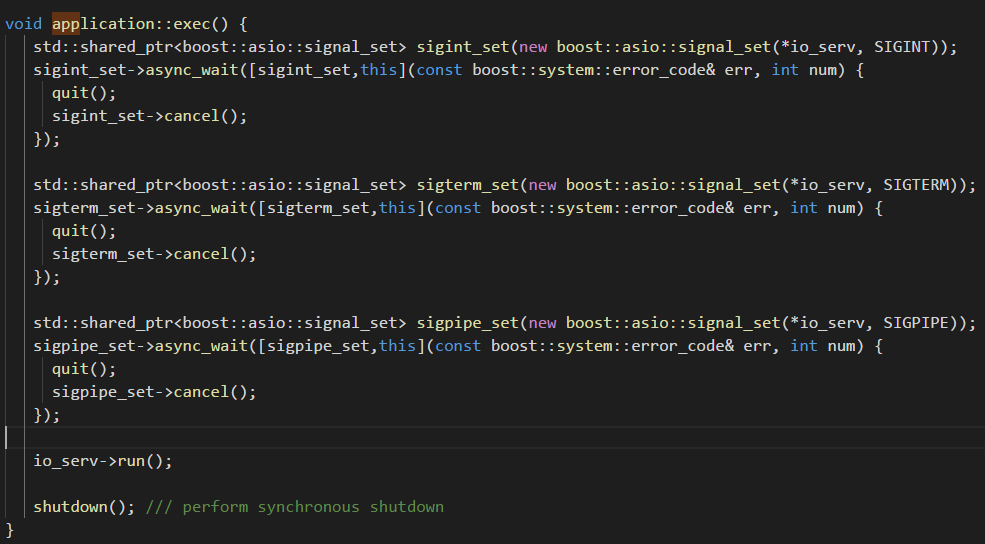 void application::exec() {
std::shared_ptr<boost::asio::signal_set> sigint_set(new boost::asio::signal_set(*io_serv, SIGINT));
sigint_set->async_wait([sigint_set,this](const boost::system::error_code& err, int num) {
quit();
sigint_set->cancel();
});
std::shared_ptr<boost::asio::signal_set> sigterm_set(new boost::asio::signal_set(*io_serv, SIGTERM));
sigterm_set->async_wait([sigterm_set,this](const boost::system::error_code& err, int num) {
quit();
sigterm_set->cancel();
});
std::shared_ptr<boost::asio::signal_set> sigpipe_set(new boost::asio::signal_set(*io_serv, SIGPIPE));
sigpipe_set->async_wait([sigpipe_set,this](const boost::system::error_code& err, int num) {
quit();
sigpipe_set->cancel();
});
io_serv->run();
shutdown(); /// perform synchronous shutdown
}